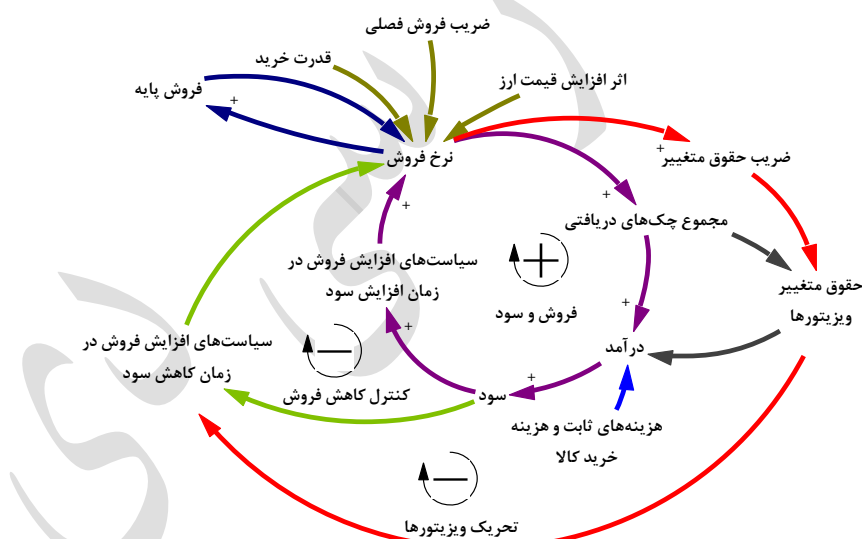 ضریب فروش فصلی
قدرت خرید
اثر افزایش قیمت ارز
فروش پایه
+
نرخ فروش
+
ضریب حقوق متغییر
+
+
مجموع چک‌های دریافتی
سیاست‌های افزایش فروش در
زمان افزایش سود
فروش و سود
حقوق متغییر
ویزیتورها
+
+
سیاست‌های افزایش فروش در
زمان کاهش سود
درآمد
+
کنترل کاهش فروش
سود
هزینه‌های ثابت و هزینه
خرید کالا
تحریک ویزیتورها